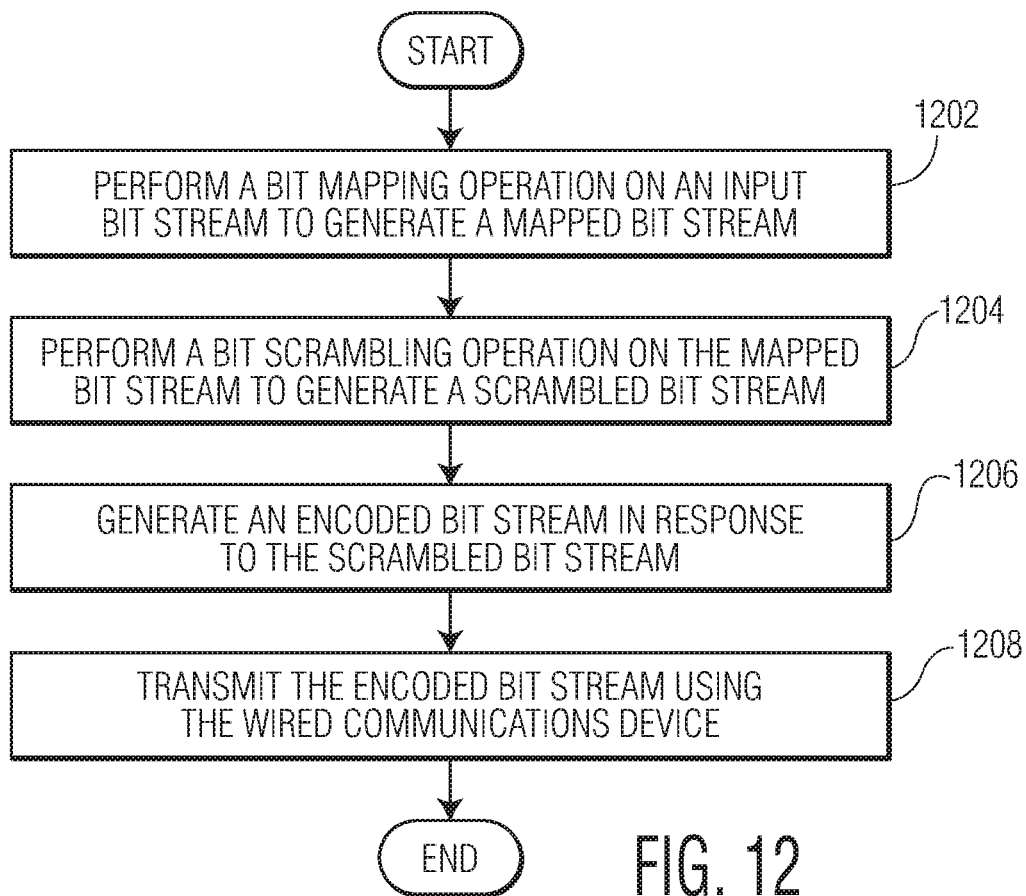 START
1202
PERFORM A BIT MAPPING OPERATION ON AN INPUT
BIT STREAM TO GENERATE A MAPPED BIT STREAM
1204
PERFORM A BIT SCRAMBLING OPERATION ON THE MAPPED
BIT STREAM TO GENERATE A SCRAMBLED BIT STREAM
1206
GENERATE AN ENCODED BIT STREAM IN RESPONSE
TO THE SCRAMBLED BIT STREAM
1208
TRANSMIT THE ENCODED BIT STREAM USING
THE WIRED COMMUNICATIONS DEVICE
END
FIG. 12